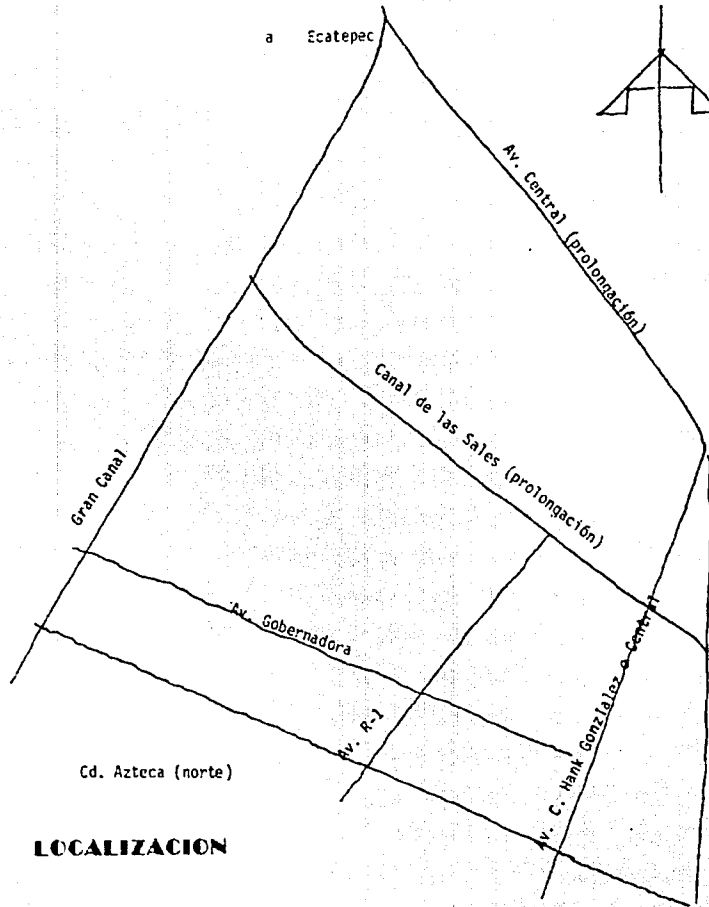 a Ecatepec
Av. Central (prolongación)
Canal de las Sales (prolongación)
Gran Canal
Av. Gobernadora
Av. R-1
Av. C. Hank Gonzlalez o Central
Cd. Azteca (norte)
LOCALIZACION